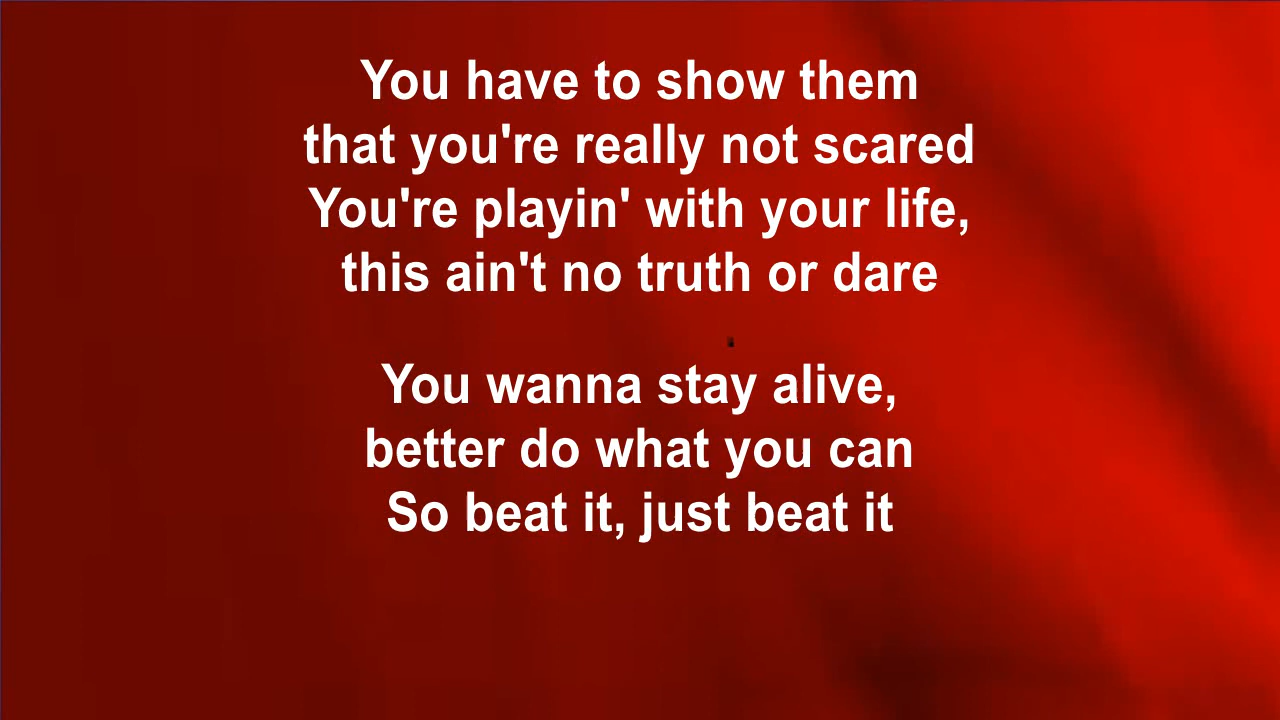 You have to show them
that you're really not scared
You're playin' with your life,
this ain't no truth or dare
You wanna stay alive,
better do what you can
So beat it, just beat it